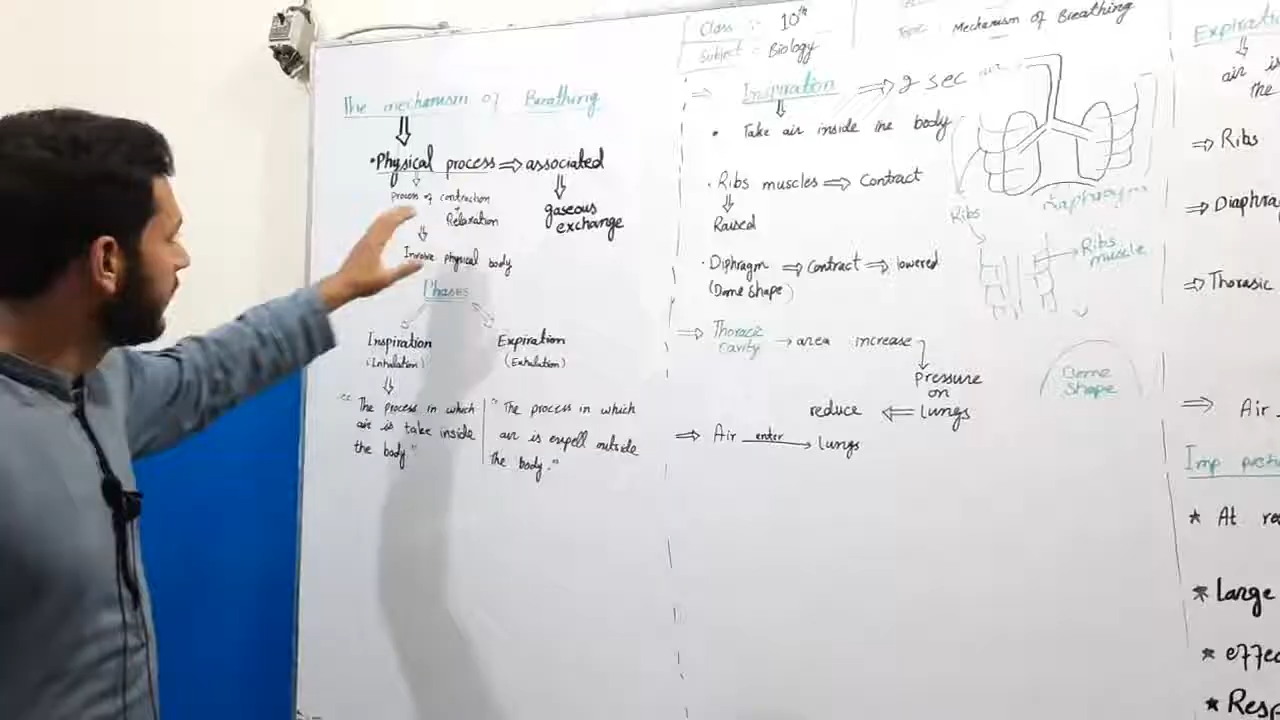 Class : 10th
Subject : Biology
Topic : Mechanism of Breathing
The mechanism of Breathing
• Physical process ⇒ associated
gaseous
exchange
Process of contraction
Relaxation
Involve physical body
Phases
Inspiration
(Inhalation)
Expiration
(Exhalation)
"The process in which
air is take inside
the body"
"The process in which
air is expell outside
the body."
⇒ Inspiration ⇒ 2 sec
• Take air inside the body
• Ribs muscles ⇒ Contract
Raised
• Diphragm ⇒ Contract ⇒ lowered
(Dome shape)
⇒ Thoracic
cavity → area increase
Pressure
on
reduce ⇐ lungs
⇒ Air enter → lungs
air
Diaphragm
Ribs
Ribs
muscle
Dome
Shape
Expirati
air is
the
⇒ Ribs
⇒ Diaphra
⇒ Thorasic
⇒ Air
Imp
* At
* Large
* effec
* Resp